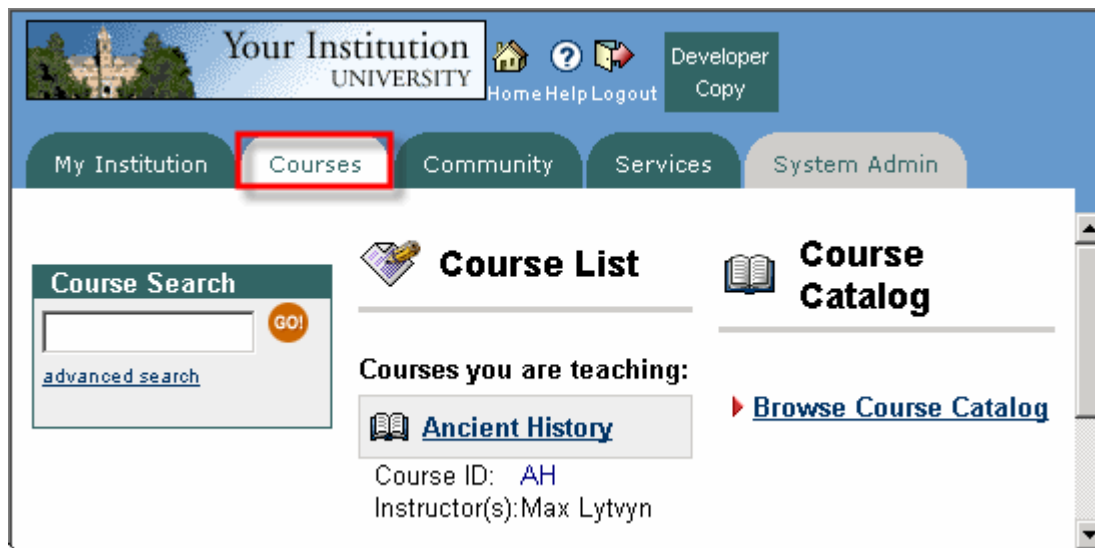 Your Institution
UNIVERSITY
Home Help Logout
Developer
Copy
My Institution
Courses
Community
Services
System Admin
Course Search
GO!
advanced search
Course List
Courses you are teaching:
Ancient History
Course ID: AH
Instructor(s):Max Lytvyn
Course
Catalog
Browse Course Catalog